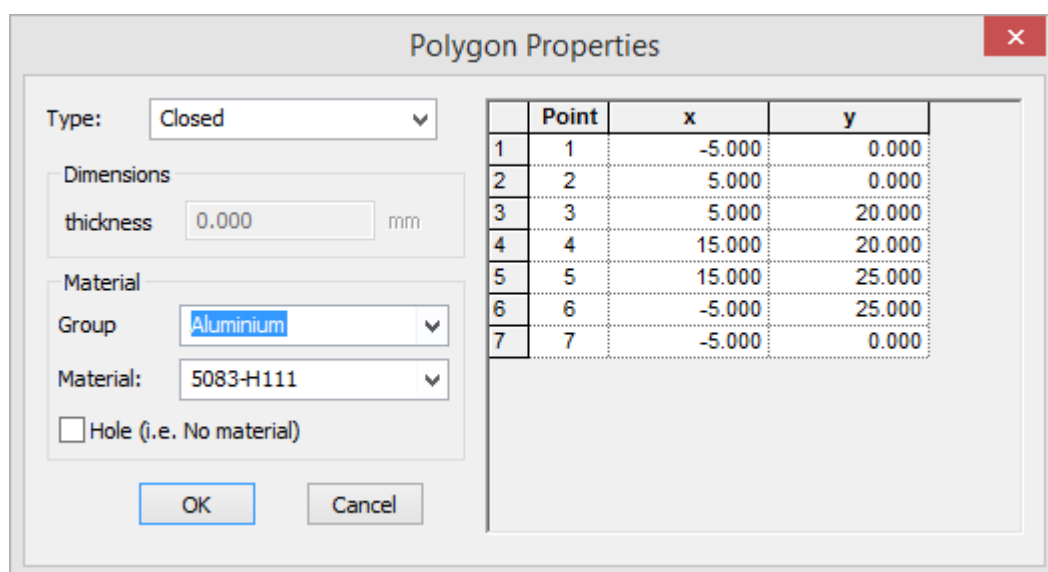 Polygon Properties
Type: Closed
Dimensions
thickness 0.000 mm
Material
Group Aluminium
Material: 5083-H111
Hole (i.e. No material)
OK Cancel
Point x y
1 1 -5.000 0.000
2 2 5.000 0.000
3 3 5.000 20.000
4 4 15.000 20.000
5 5 15.000 25.000
6 6 -5.000 25.000
7 7 -5.000 0.000